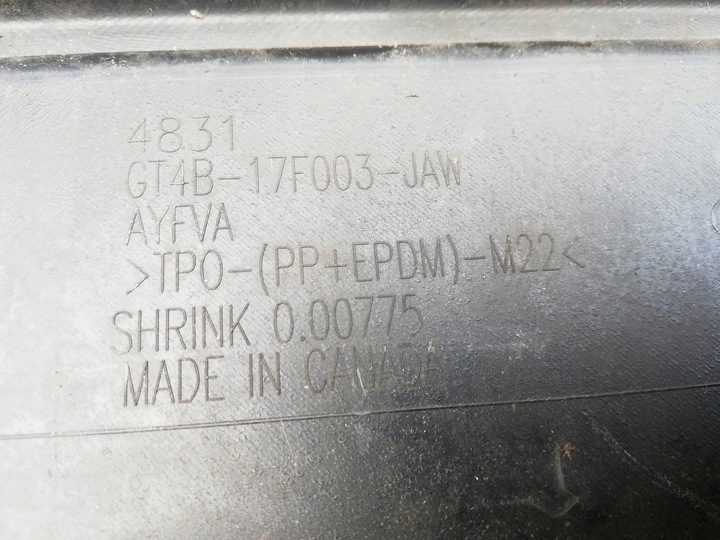 4831
GT4B-17F003-JAW
AYFVA
>TPO-(PP+EPDM)-M22<
SHRINK 0.00775
MADE IN CANADA